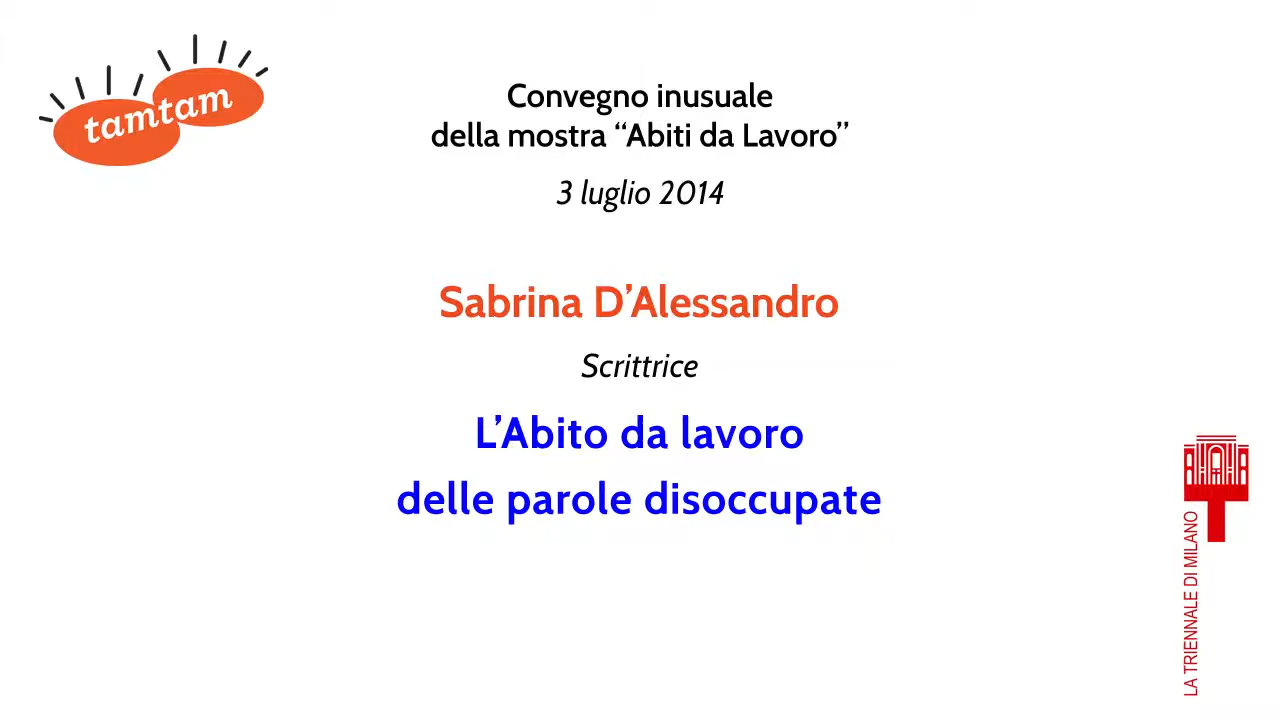 tamtam
Convegno inusuale
della mostra “Abiti da Lavoro”
3 luglio 2014
Sabrina D’Alessandro
Scrittrice
L’Abito da lavoro
delle parole disoccupate
LA TRIENNALE DI MILANO